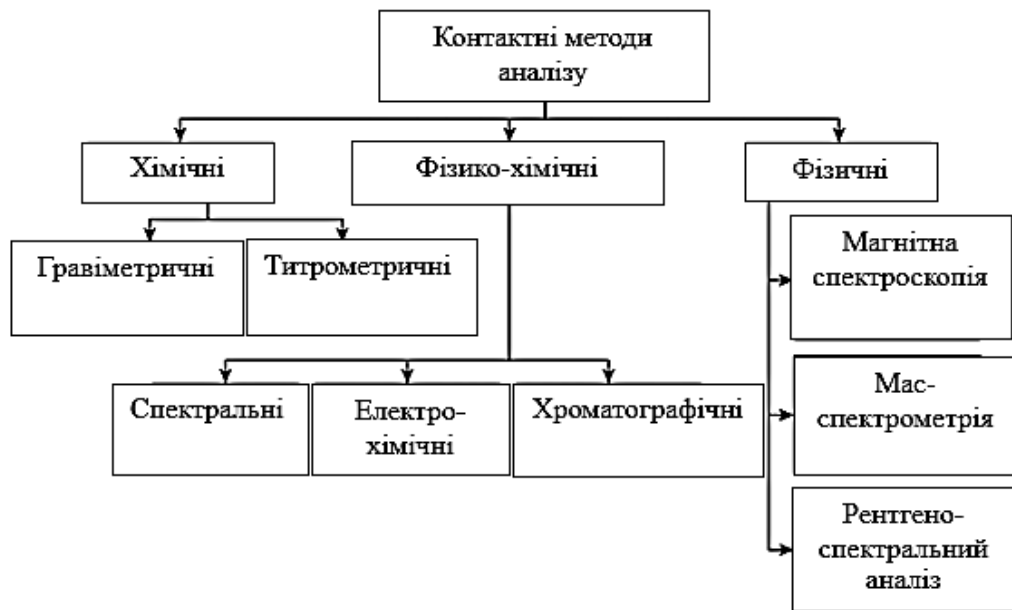 Контактні методи
аналізу
Хімічні
Фізико-хімічні
Фізичні
Гравіметричні
Титрометричні
Магнітна
спектроскопія
Спектральні
Електро-
хімічні
Хроматографічні
Мас-
спектрометрія
Рентгено-
спектральний
аналіз